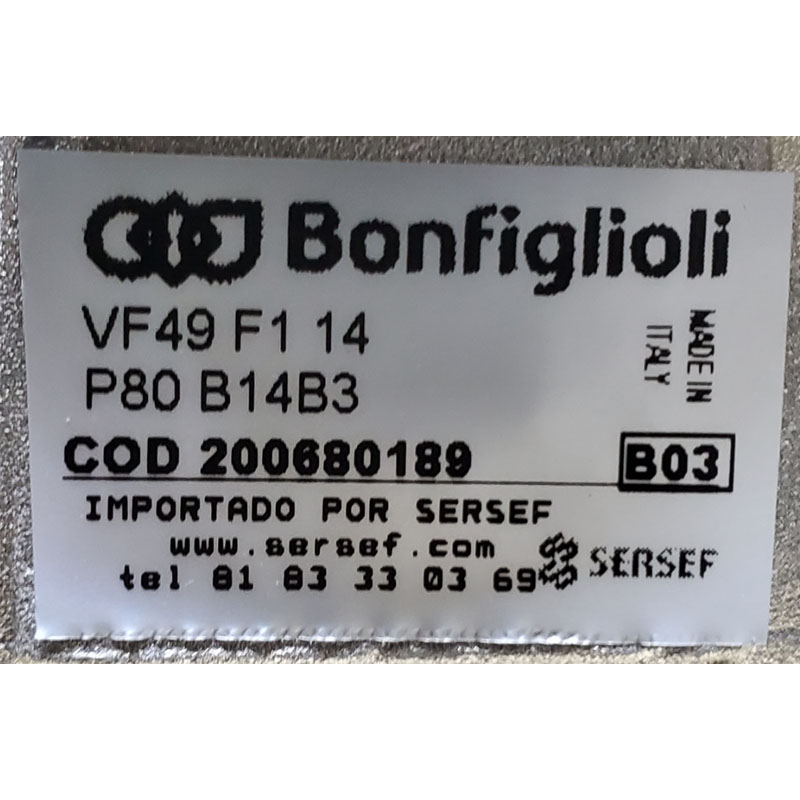 Bonfiglioli
VF49 F1 14
P80 B14B3
MADE IN
ITALY
COD 200680189
B03
IMPORTADO POR SERSEF
www.sersef.com
tel 81 83 33 03 69
SERSEF